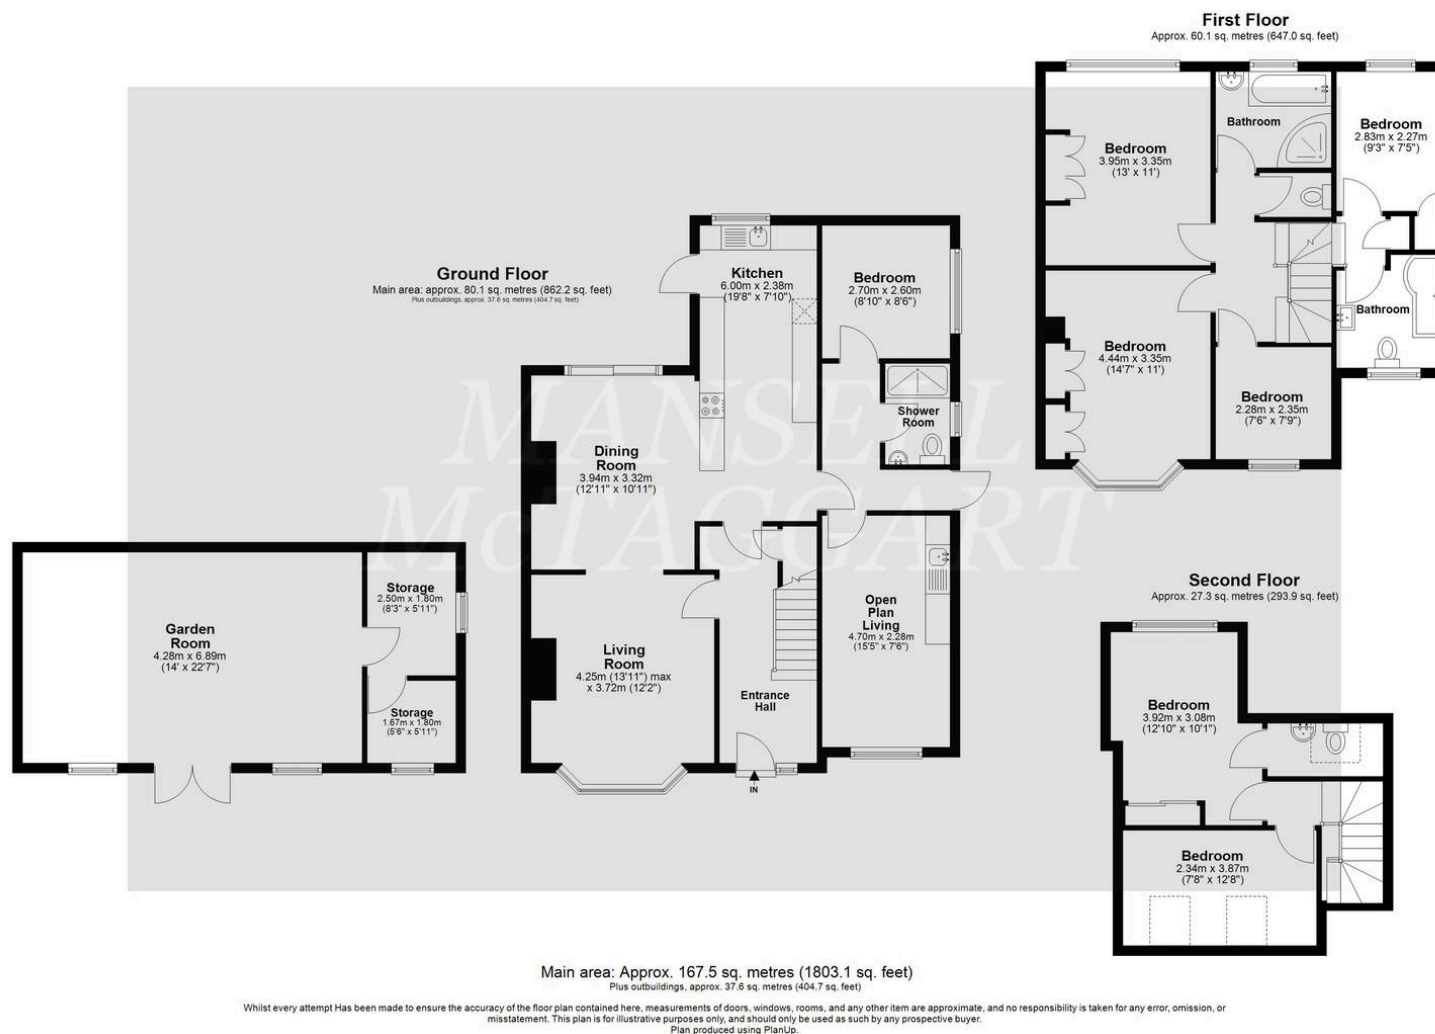 First Floor
Approx. 60.1 sq. metres (647.0 sq. feet)
Bedroom
3.95m x 3.35m
(13' x 11')
Bathroom
Bedroom
2.83m x 2.27m
(9'3" x 7'5")
Bedroom
4.44m x 3.35m
(14'7" x 11')
Bathroom
Bedroom
2.28m x 2.35m
(7'6" x 7'9")
Ground Floor
Main area: approx. 80.1 sq. metres (862.2 sq. feet)
Plus outbuildings, approx. 37.6 sq. metres (404.7 sq. feet)
Kitchen
6.00m x 2.38m
(19'8" x 7'10")
Bedroom
2.70m x 2.60m
(8'10" x 8'6")
Shower
Room
Dining
Room
3.94m x 3.32m
(12'11" x 10'11")
MANSELL
McTAGGART
Garden
Room
4.28m x 6.89m
(14' x 22'7")
Storage
2.50m x 1.80m
(8'3" x 5'11")
Storage
1.67m x 1.80m
(5'6" x 5'11")
Living
Room
4.25m (13'11") max
x 3.72m (12'2")
Entrance
Hall
IN
Open
Plan
Living
4.70m x 2.28m
(15'5" x 7'6")
Second Floor
Approx. 27.3 sq. metres (293.9 sq. feet)
Bedroom
3.92m x 3.08m
(12'10" x 10'1")
Bedroom
2.34m x 3.87m
(7'8" x 12'8")
Main area: Approx. 167.5 sq. metres (1803.1 sq. feet)
Plus outbuildings, approx. 37.6 sq. metres (404.7 sq. feet)
Whilst every attempt Has been made to ensure the accuracy of the floor plan contained here, measurements of doors, windows, rooms, and any other item are approximate, and no responsibility is taken for any error, omission, or
misstatement. This plan is for illustrative purposes only, and should only be used as such by any prospective buyer.
Plan produced using PlanUp.